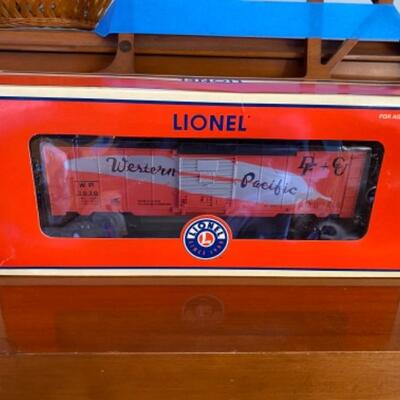 LIONEL
FOR AG
Western
Pacific
WP
LIONEL